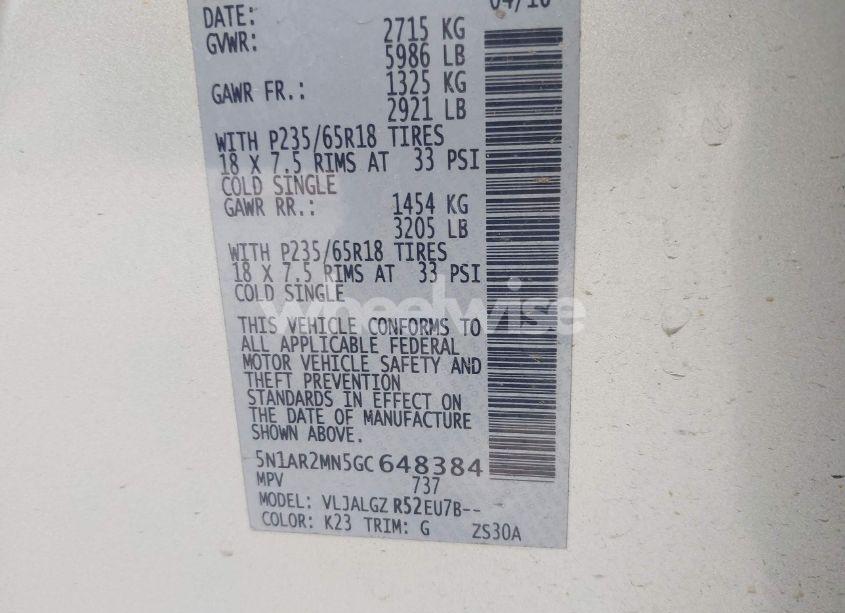 DATE: 04/16
GVWR: 2715 KG
5986 LB
GAWR FR.: 1325 KG
2921 LB
WITH P235/65R18 TIRES
18 X 7.5 RIMS AT 33 PSI
COLD SINGLE
GAWR RR.: 1454 KG
3205 LB
WITH P235/65R18 TIRES
18 X 7.5 RIMS AT 33 PSI
COLD SINGLE
wheelwise
THIS VEHICLE CONFORMS TO
ALL APPLICABLE FEDERAL
MOTOR VEHICLE SAFETY AND
THEFT PREVENTION
STANDARDS IN EFFECT ON
THE DATE OF MANUFACTURE
SHOWN ABOVE.
5N1AR2MN5GC648384
MPV 737
MODEL: VLJALGZ R52EU7B--
COLOR: K23 TRIM: G ZS30A